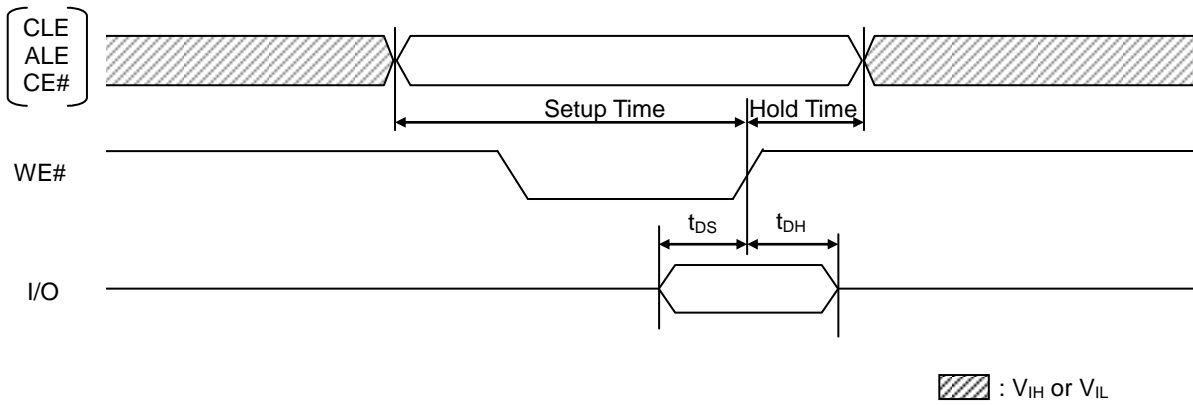 CLE
ALE
CE#
Setup Time
Hold Time
WE#
tDS
tDH
I/O
: VIH or VIL